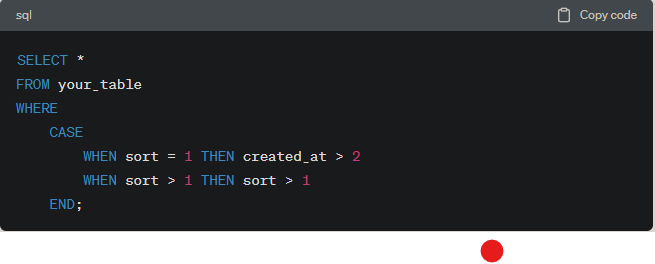 sql Copy code
SELECT *
FROM your_table
WHERE
    CASE
        WHEN sort = 1 THEN created_at > 2
        WHEN sort > 1 THEN sort > 1
    END;